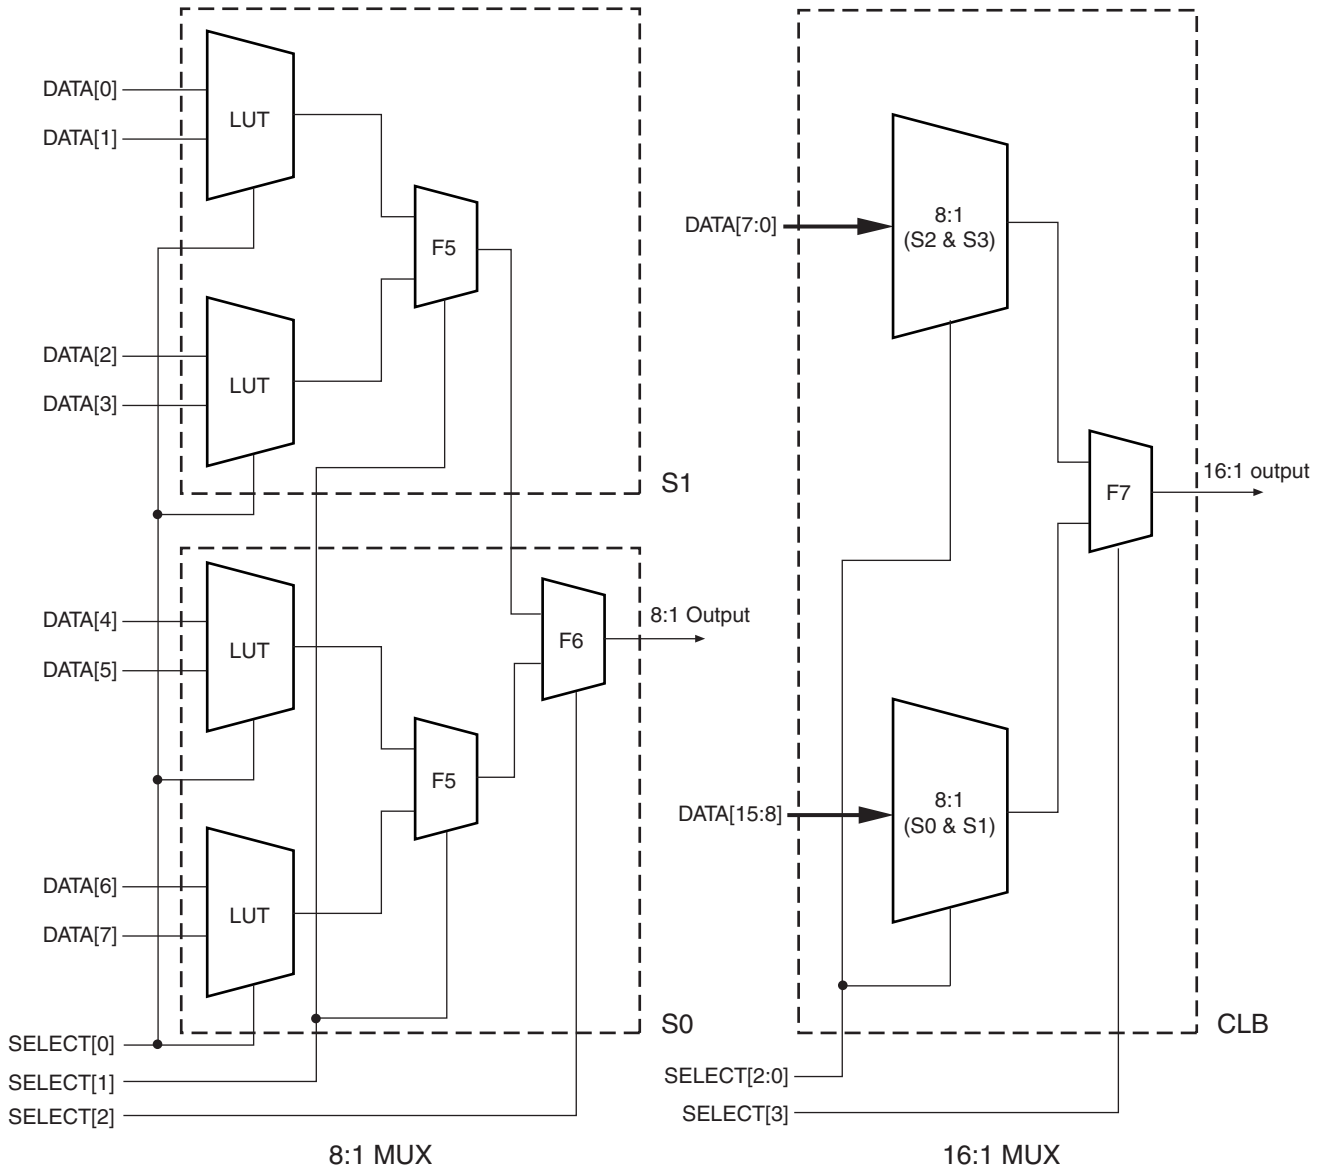 DATA[0]
DATA[1]
LUT
F5
DATA[2]
DATA[3]
LUT
S1
DATA[4]
DATA[5]
LUT
F6
8:1 Output
F5
DATA[6]
DATA[7]
LUT
S0
SELECT[0]
SELECT[1]
SELECT[2]
8:1 MUX
DATA[7:0]
8:1
(S2 & S3)
F7
16:1 output
DATA[15:8]
8:1
(S0 & S1)
CLB
SELECT[2:0]
SELECT[3]
16:1 MUX